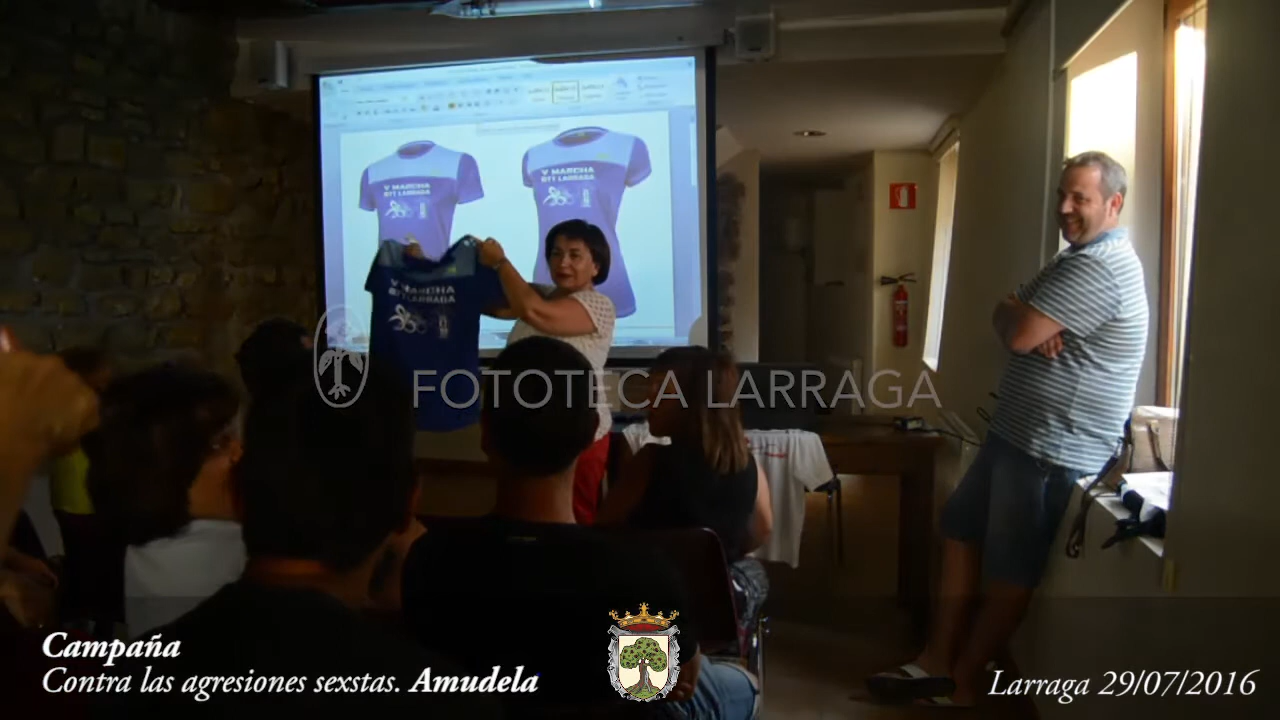 V MARCHA
BTT LARRAGA
V MARCHA
BTT LARRAGA
V MARCHA
BTT LARRAGA
FOTOTECA LARRAGA
Campaña
Contra las agresiones sexstas. Amudela
Larraga 29/07/2016